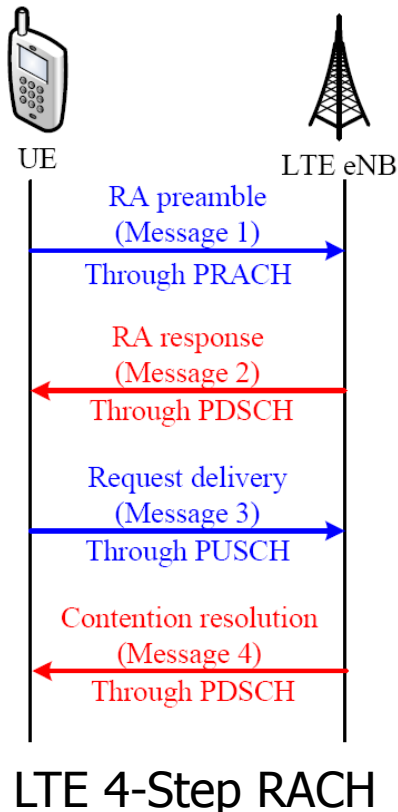 UE
LTE eNB
RA preamble
(Message 1)
Through PRACH
RA response
(Message 2)
Through PDSCH
Request delivery
(Message 3)
Through PUSCH
Contention resolution
(Message 4)
Through PDSCH
LTE 4-Step RACH